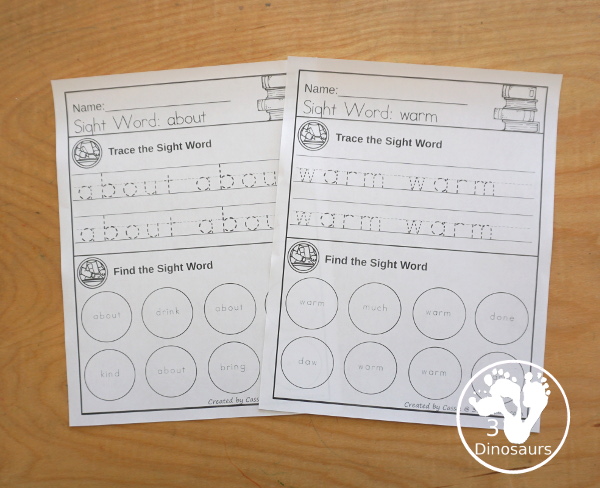 Name:
Sight Word: about
Trace the Sight Word
about abou
about abou
Find the Sight Word
about drink about
kind about bring
Created by Cass
Name:
Sight Word: warm
Trace the Sight Word
warm warm
warm warm
Find the Sight Word
warm much warm done
daw warm warm
Created by Cass
3
Dinosaurs